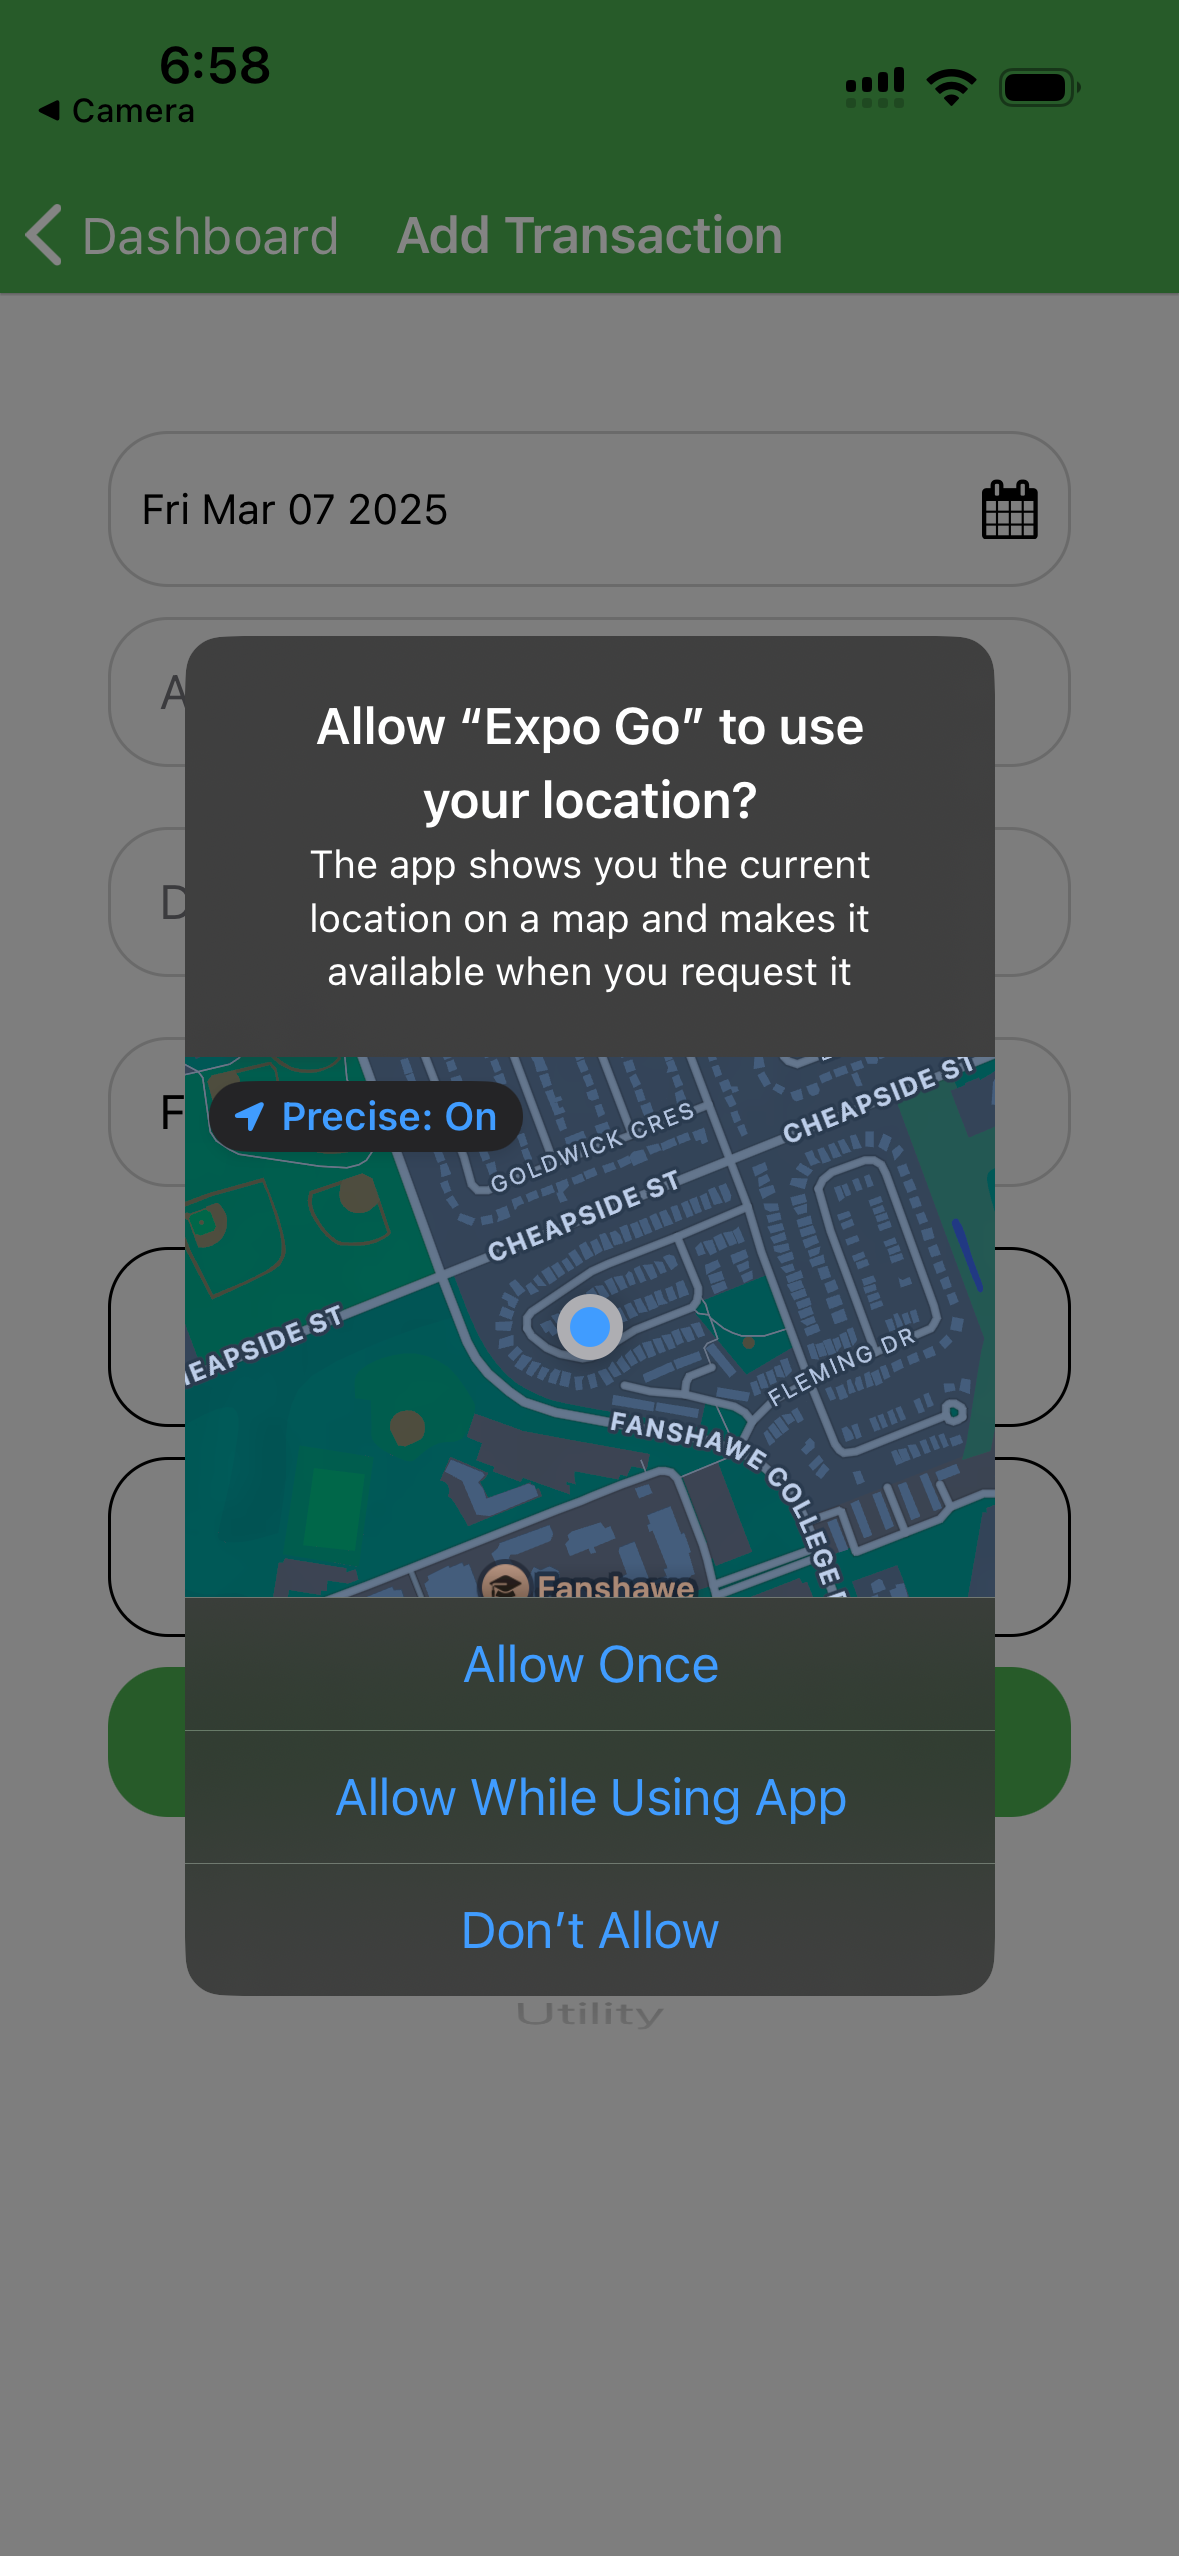 6:58
◀ Camera
Dashboard
Add Transaction
Fri Mar 07 2025
Allow “Expo Go” to use
your location?
The app shows you the current
location on a map and makes it
available when you request it
Precise: On
CHEAPSIDE ST
GOLDWICK CRES
CHEAPSIDE ST
EAPSIDE ST
FLEMING DR
FANSHAWE COLLEGE
Fanshawe
Allow Once
Allow While Using App
Don’t Allow
Utility